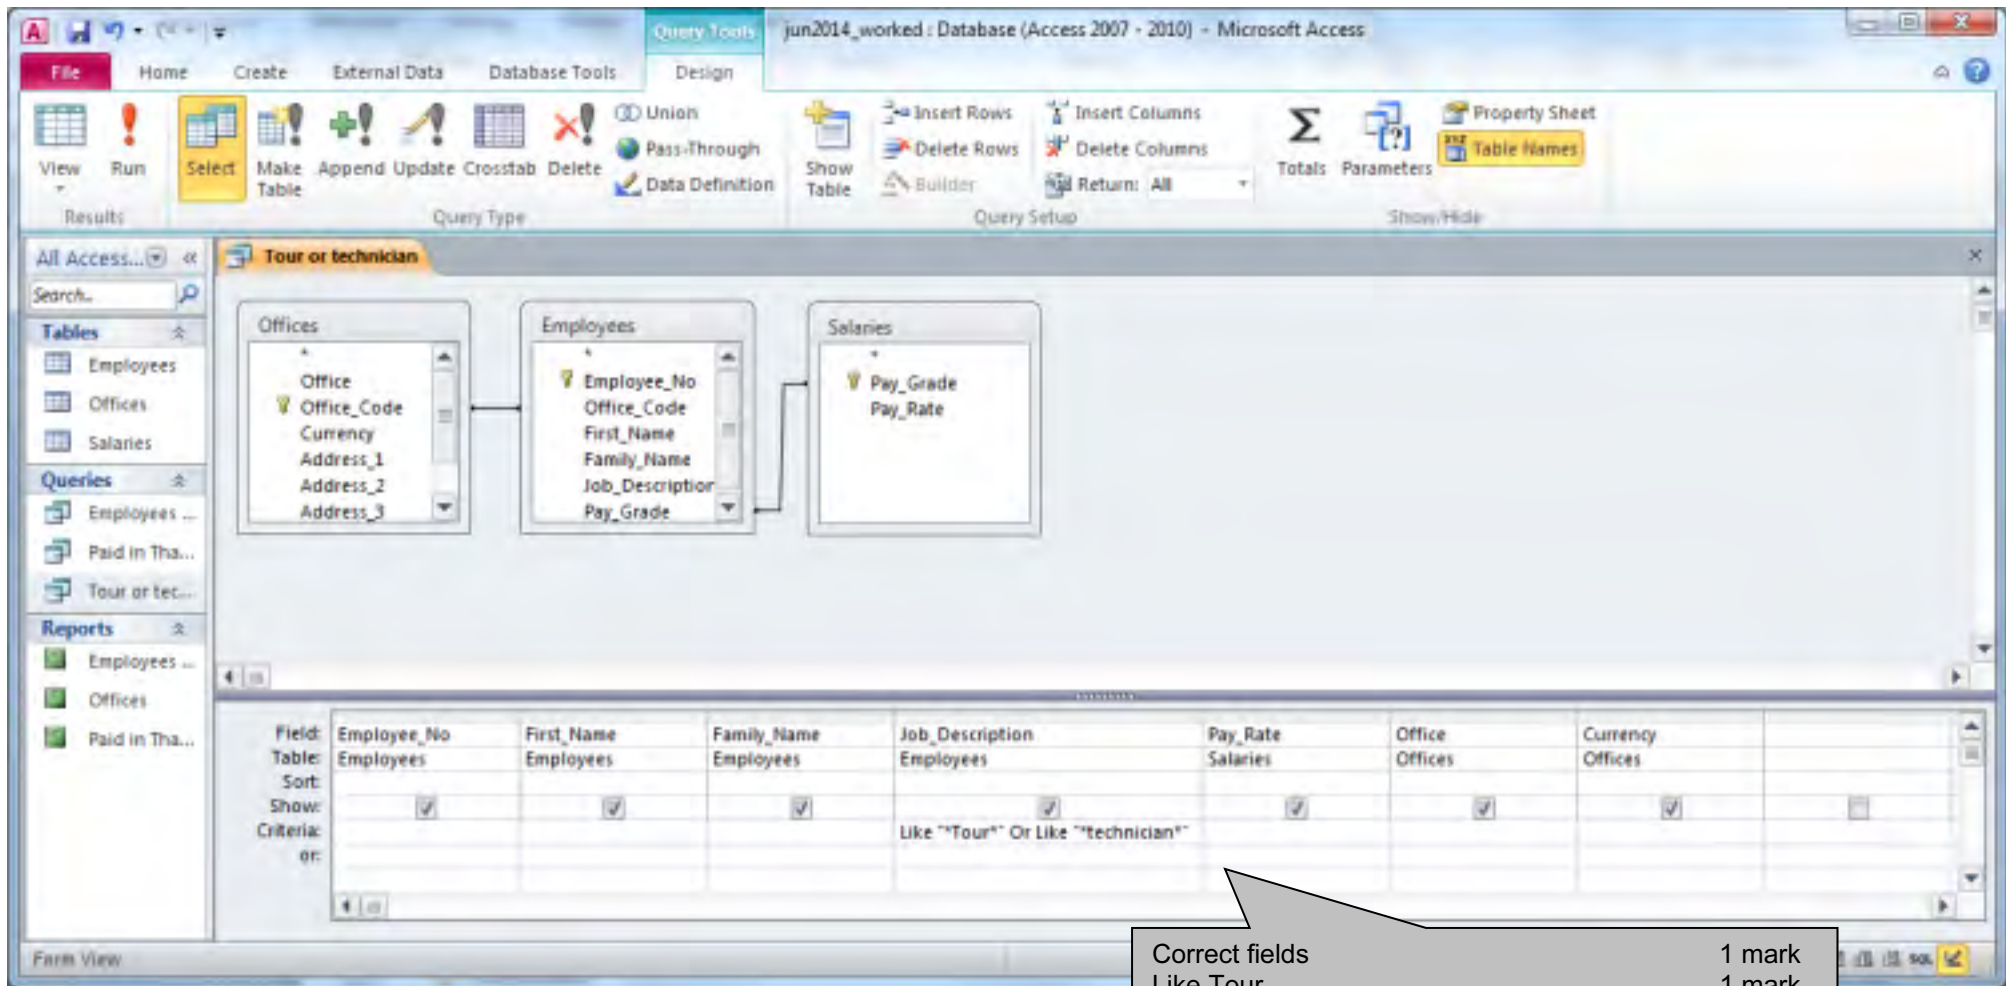 Query Tools
jun2014_worked : Database (Access 2007 - 2010) - Microsoft Access
File Home Create External Data Database Tools Design
View
Run
Select
Make Table
Append
Update
Crosstab
Delete
Union
Pass-Through
Data Definition
Show Table
Insert Rows
Delete Rows
Builder
Insert Columns
Delete Columns
Return: All
Totals
Parameters
Property Sheet
Table Names
Results Query Type Query Setup Show/Hide
All Access...
Search..
Tables
Employees
Offices
Salaries
Queries
Employees ...
Paid in Tha...
Tour or tec...
Reports
Employees ...
Offices
Paid in Tha...
Tour or technician
Offices
*
Office
Office_Code
Currency
Address_1
Address_2
Address_3
Employees
*
Employee_No
Office_Code
First_Name
Family_Name
Job_Description
Pay_Grade
Salaries
*
Pay_Grade
Pay_Rate
Field: Employee_No First_Name Family_Name Job_Description Pay_Rate Office Currency
Table: Employees Employees Employees Employees Salaries Offices Offices
Sort:
Show:
Criteria: Like "*Tour*" Or Like "*technician*"
or:
Correct fields 1 mark
Like Tour 1 mark
Form View
SQL